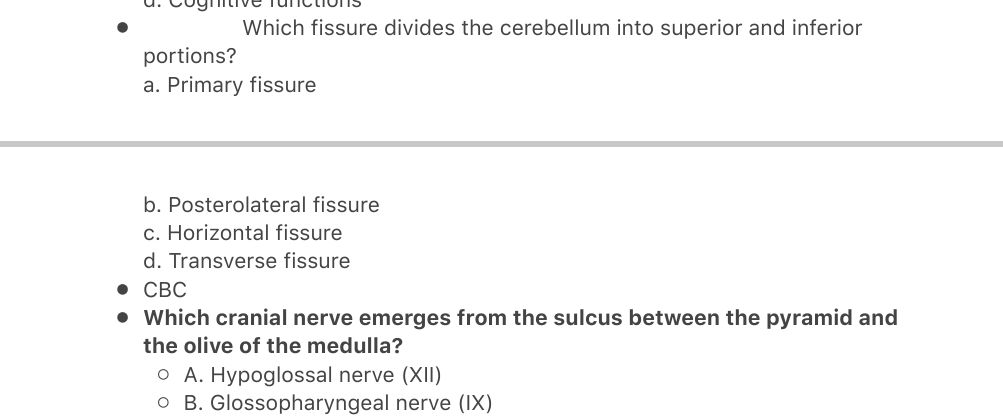 d. Cognitive functions
● Which fissure divides the cerebellum into superior and inferior
portions?
a. Primary fissure
b. Posterolateral fissure
c. Horizontal fissure
d. Transverse fissure
● CBC
● Which cranial nerve emerges from the sulcus between the pyramid and
the olive of the medulla?
○ A. Hypoglossal nerve (XII)
○ B. Glossopharyngeal nerve (IX)